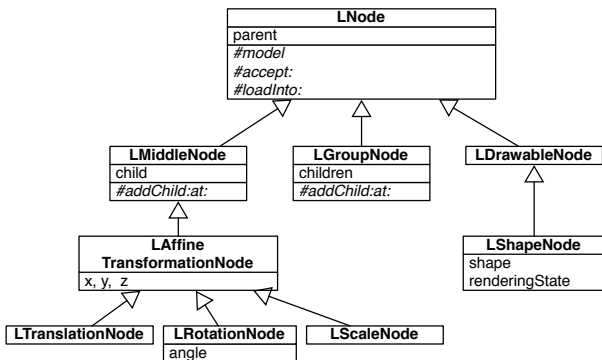 LNode
parent
#model
#accept:
#loadInto:
LMiddleNode
child
#addChild:at:
LGroupNode
children
#addChild:at:
LDrawableNode
LAffine
TransformationNode
x, y, z
LShapeNode
shape
renderingState
LTranslationNode
LRotationNode
angle
LScaleNode